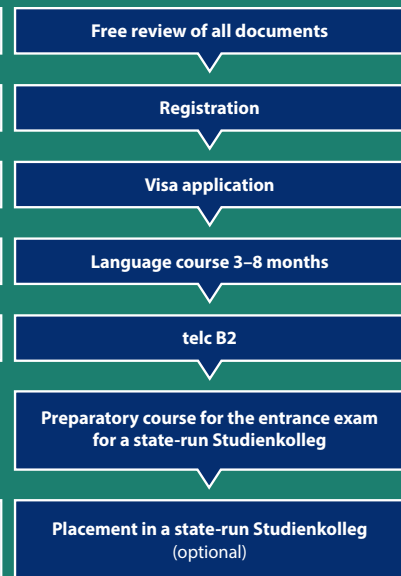 Free review of all documents
Registration
Visa application
Language course 3–8 months
telc B2
Preparatory course for the entrance exam
for a state-run Studienkolleg
Placement in a state-run Studienkolleg
(optional)